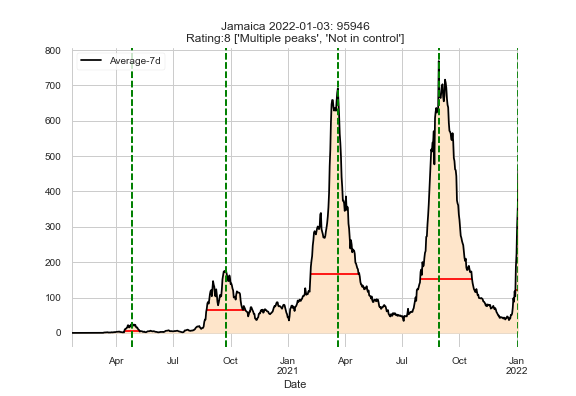 Jamaica 2022-01-03: 95946
Rating:8 ['Multiple peaks', 'Not in control']
Average-7d
800
700
600
500
400
300
200
100
0
Apr Jul Oct Jan Apr Jul Oct Jan
2021 2022
Date